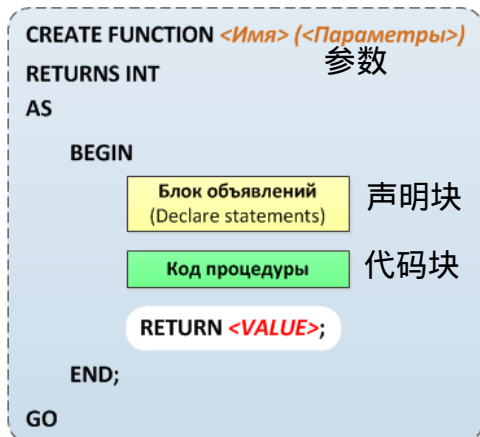 CREATE FUNCTION <Имя> (<Параметры>)
参数
RETURNS INT
AS
BEGIN
Блок объявлений
(Declare statements)
声明块
Код процедуры
代码块
RETURN <VALUE>;
END;
GO